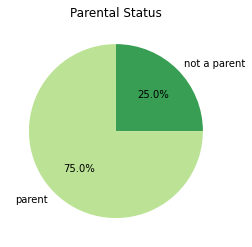 Parental Status
not a parent
25.0%
75.0%
parent